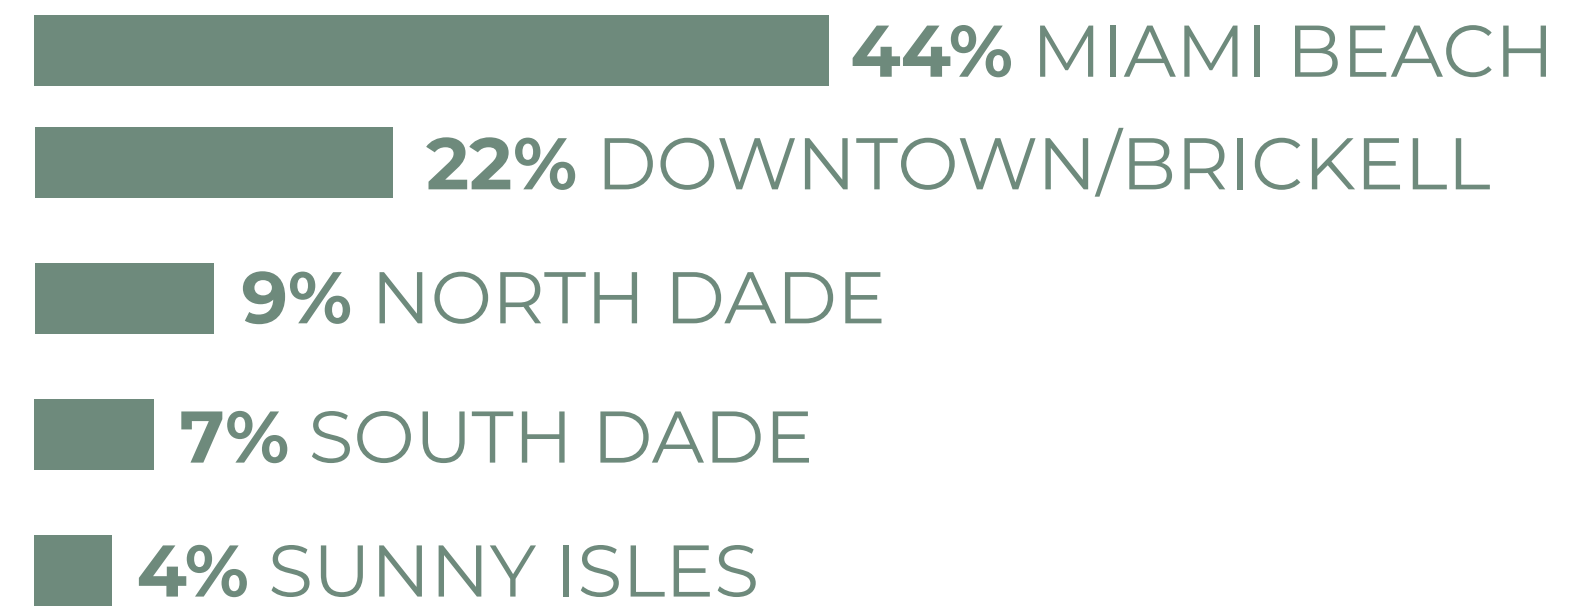 44% MIAMI BEACH
22% DOWNTOWN/BRICKELL
9% NORTH DADE
7% SOUTH DADE
4% SUNNY ISLES